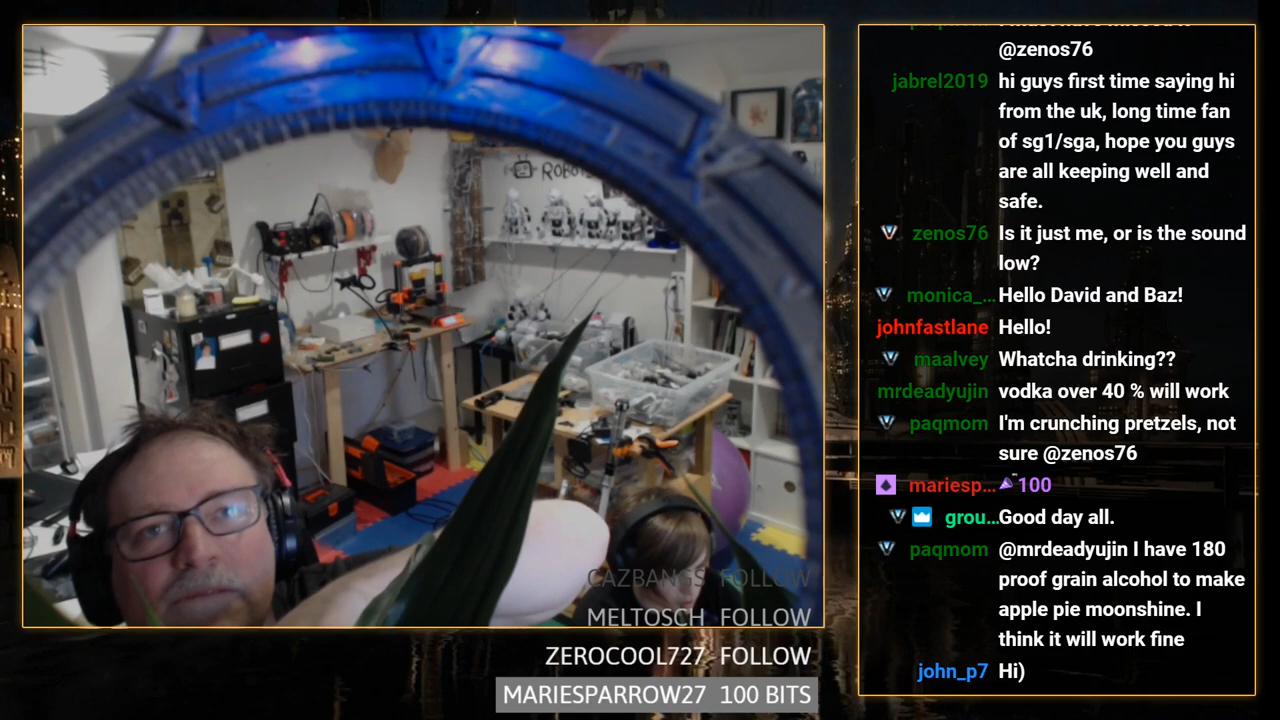 @zenos76
jabrel2019 hi guys first time saying hi
from the uk, long time fan
of sg1/sga, hope you guys
are all keeping well and
safe.
zenos76 Is it just me, or is the sound
low?
monica_... Hello David and Baz!
johnfastlane Hello!
maalvey Whatcha drinking??
mrdeadyujin vodka over 40 % will work
paqmom I'm crunching pretzels, not
sure @zenos76
mariesp... 100
grou... Good day all.
paqmom @mrdeadyujin I have 180
proof grain alcohol to make
apple pie moonshine. I
think it will work fine
john_p7 Hi)
CAZBANGS FOLLOW
MELTOSCH FOLLOW
ZEROCOOL727 FOLLOW
MARIESPARROW27 100 BITS